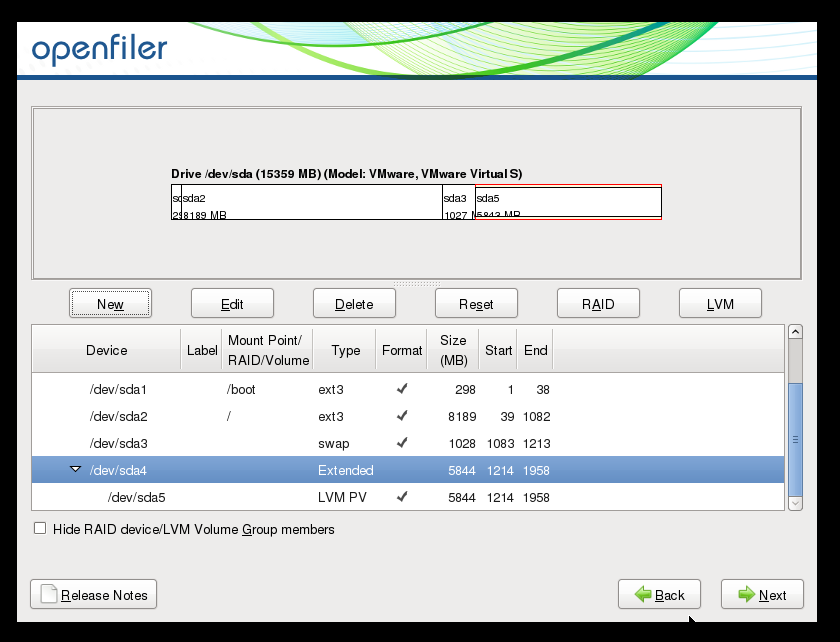 openfiler
Drive /dev/sda (15359 MB) (Model: VMware, VMware Virtual S)
sda2 sda3 sda5
8189 MB 1027 5843 MB
New Edit Delete Reset RAID LVM
Device Label Mount Point/ RAID/Volume Type Format Size (MB) Start End
/dev/sda1 /boot ext3 298 1 38
/dev/sda2 / ext3 8189 39 1082
/dev/sda3 swap 1028 1083 1213
/dev/sda4 Extended 5844 1214 1958
/dev/sda5 LVM PV 5844 1214 1958
Hide RAID device/LVM Volume Group members
Release Notes Back Next